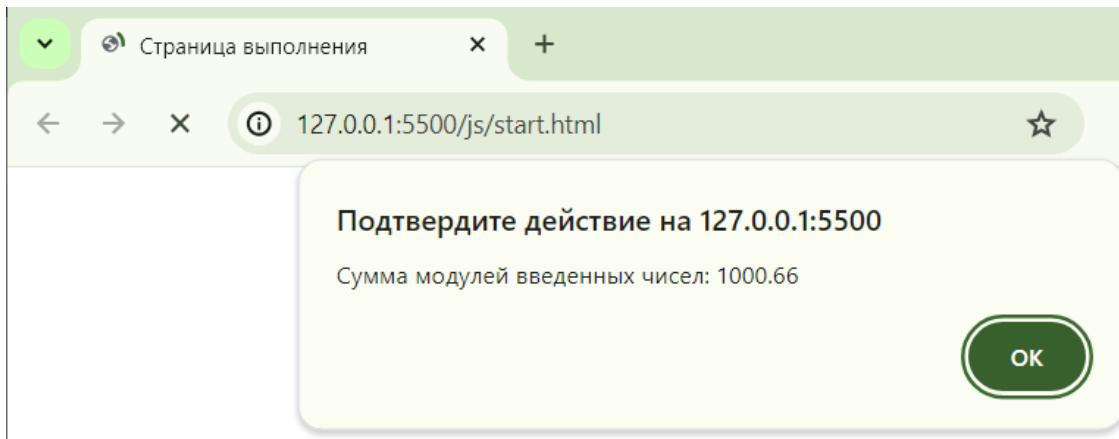 Страница выполнения
127.0.0.1:5500/js/start.html
Подтвердите действие на 127.0.0.1:5500
Сумма модулей введенных чисел: 1000.66
ОК